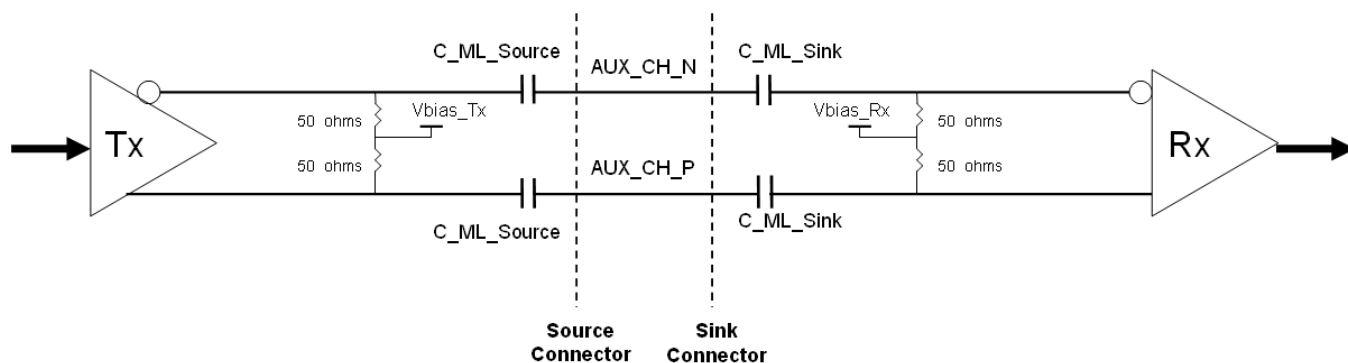 C_ML_Source
AUX_CH_N
C_ML_Sink
Vbias_Tx
Vbias_Rx
50 ohms
50 ohms
Tx
Rx
50 ohms
50 ohms
AUX_CH_P
C_ML_Source
C_ML_Sink
Source
Connector
Sink
Connector